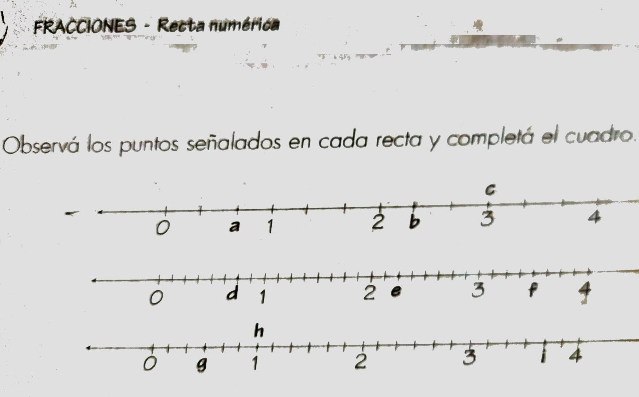 FRACCIONES - Recta numérica
Observá los puntos señalados en cada recta y completá el cuadro.
c
0 a 1 2 b 3 4
0 d 1 2 e 3 f 4
h
0 g 1 2 3 i 4